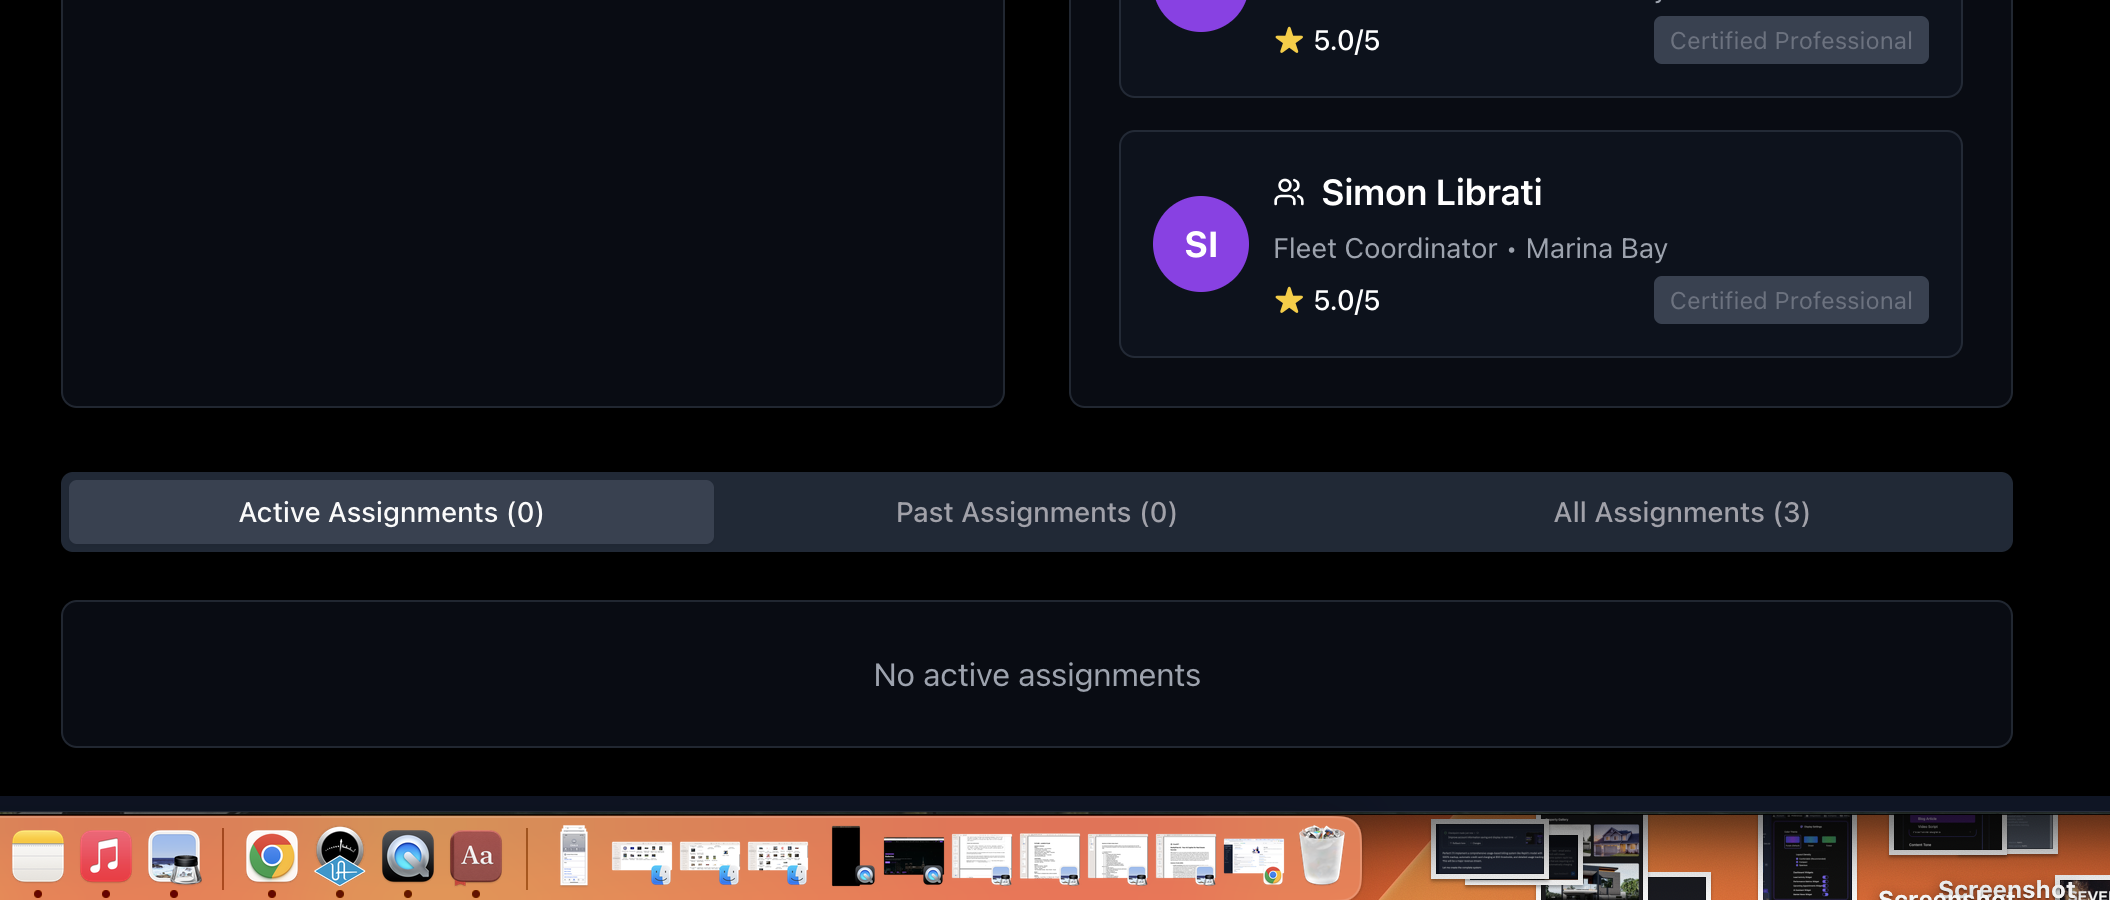 5.0/5
Certified Professional
Simon Librati
SI
Fleet Coordinator • Marina Bay
5.0/5
Certified Professional
Active Assignments (0)
Past Assignments (0)
All Assignments (3)
No active assignments
Aa
Screenshot
Screenshot